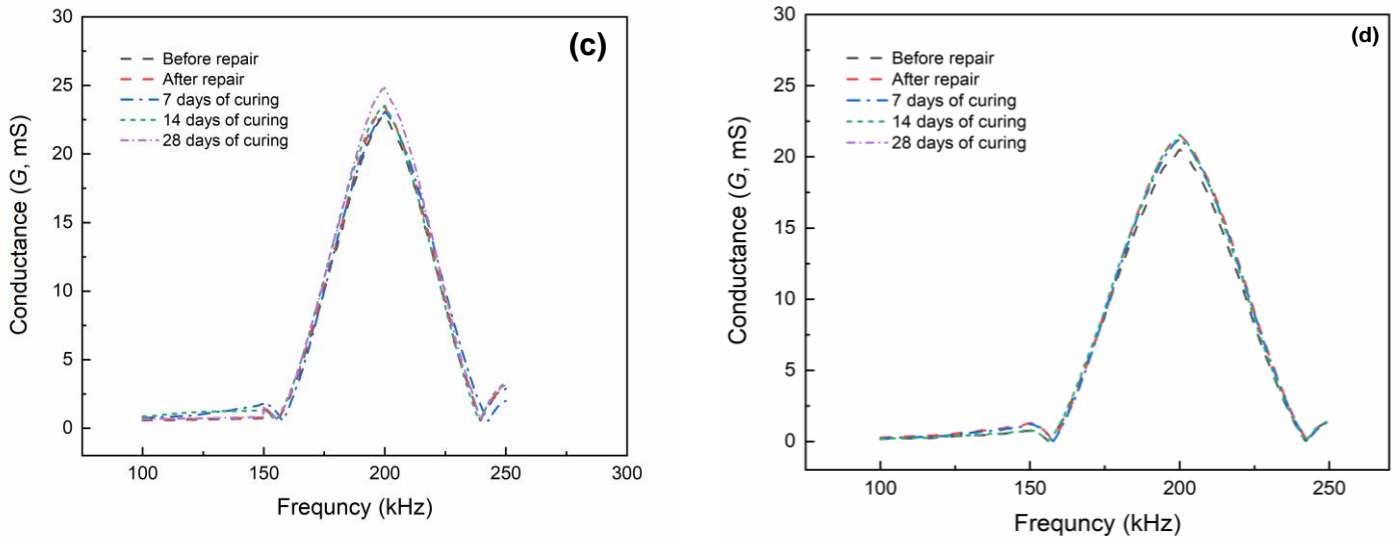 (c)
30
25
20
15
10
5
0
Conductance (G, mS)
Before repair
After repair
7 days of curing
14 days of curing
28 days of curing
100
150
200
250
300
Frequncy (kHz)
(d)
30
25
20
15
10
5
0
Conductance (G, mS)
Before repair
After repair
7 days of curing
14 days of curing
28 days of curing
100
150
200
250
Frequncy (kHz)